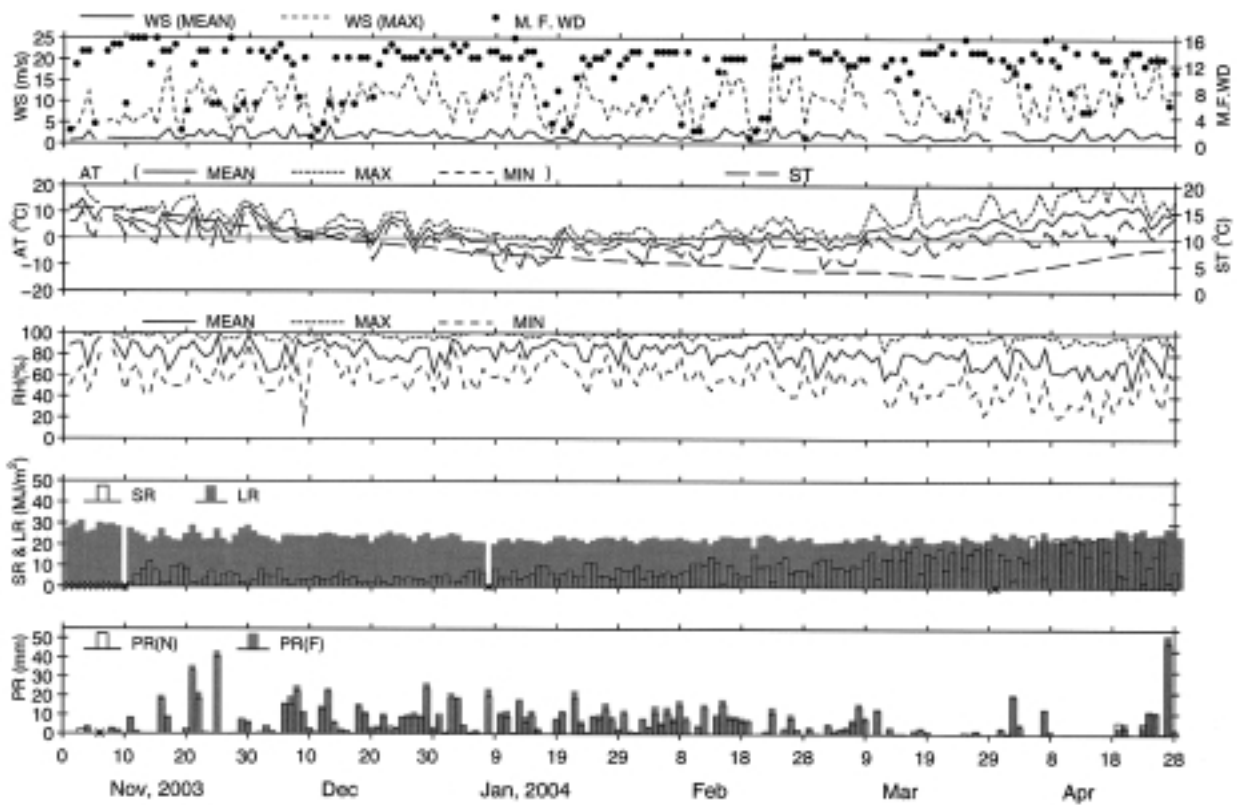 WS (MEAN) WS (MAX) M. F. WD
25
20
15
10
5
0
WS (m/s)
16
12
8
4
0
M.F.WD
AT ( MEAN MAX MIN ) ST
20
10
0
-10
-20
AT (°C)
20
15
10
5
0
ST (°C)
MEAN MAX MIN
100
80
60
40
20
0
RH(%)
SR LR
50
40
30
20
10
0
SR & LR (MJ/m²)
PR(N) PR(F)
50
40
30
20
10
0
PR (mm)
0 10 20 30 10 20 30 9 19 29 8 18 28 9 19 29 8 18 28
Nov, 2003 Dec Jan, 2004 Feb Mar Apr